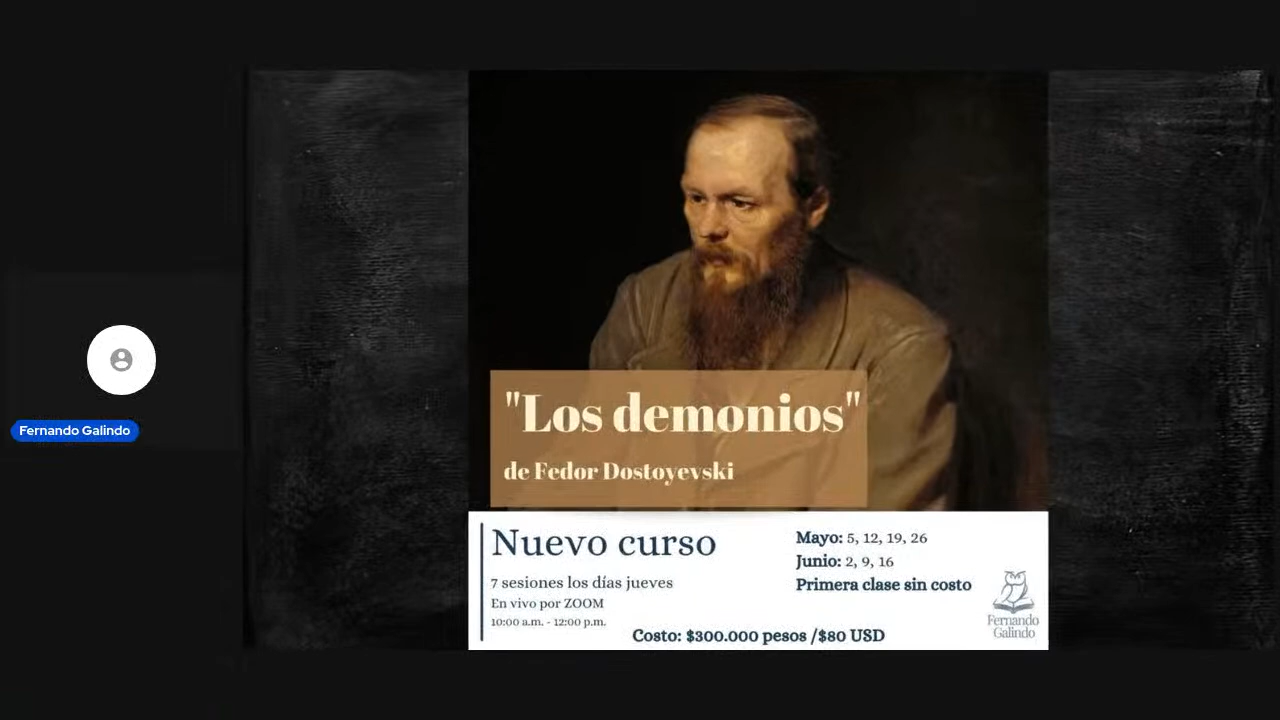 Fernando Galindo
"Los demonios"
de Fedor Dostoyevski
Nuevo curso
7 sesiones los días jueves
En vivo por ZOOM
10:00 a.m. - 12:00 p.m.
Mayo: 5, 12, 19, 26
Junio: 2, 9, 16
Primera clase sin costo
Costo: $300.000 pesos /$80 USD
Fernando
Galindo